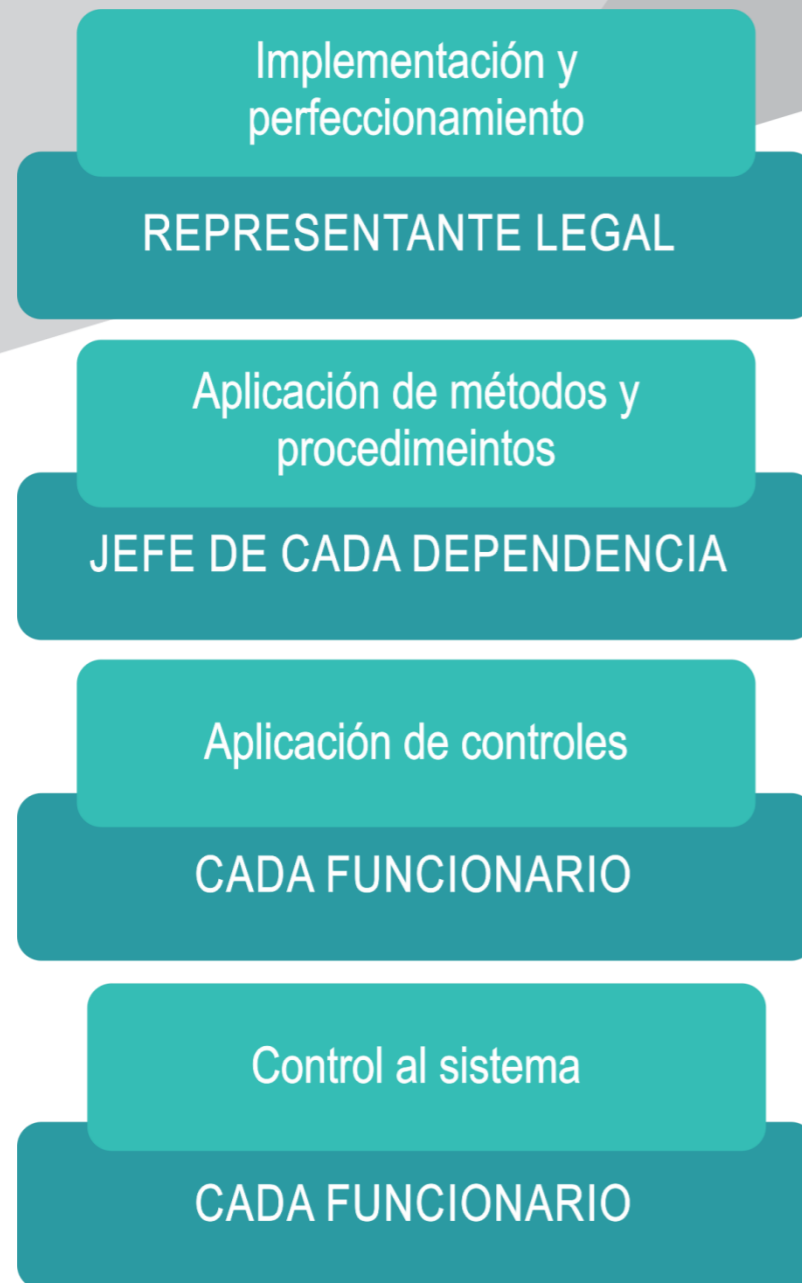 Implementación y
perfeccionamiento
REPRESENTANTE LEGAL
Aplicación de métodos y
procedimeintos
JEFE DE CADA DEPENDENCIA
Aplicación de controles
CADA FUNCIONARIO
Control al sistema
CADA FUNCIONARIO